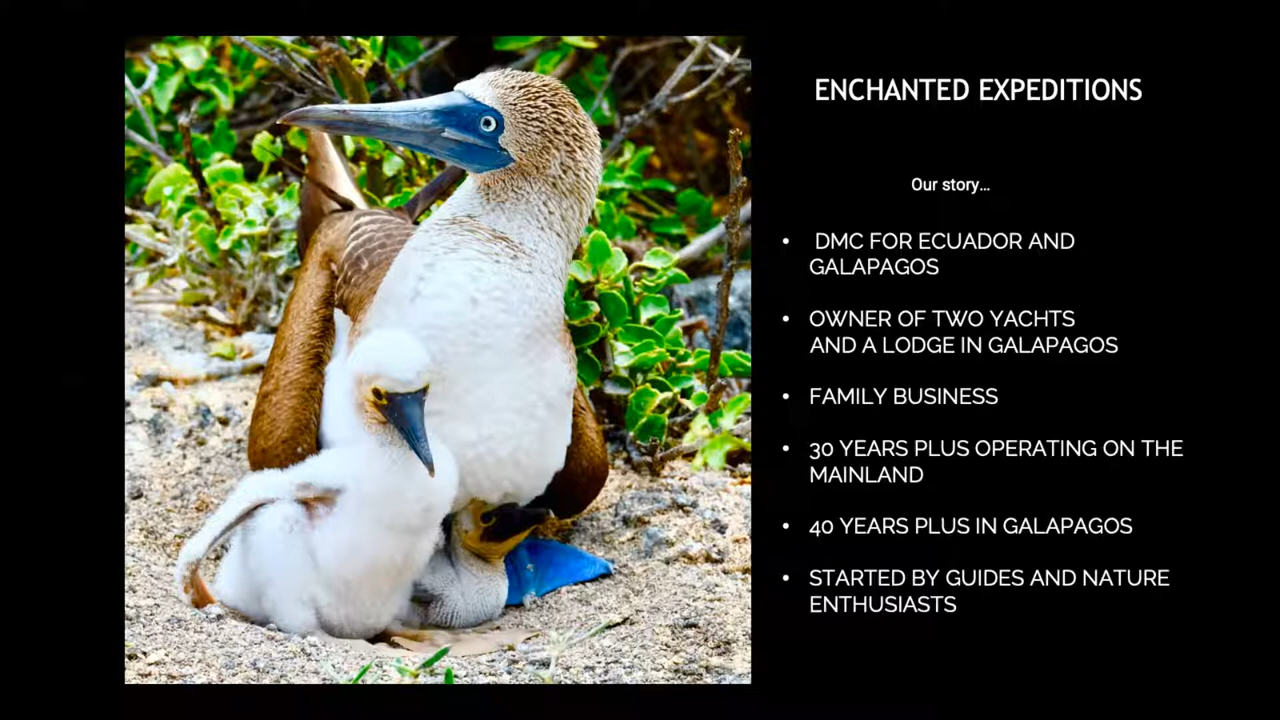 ENCHANTED EXPEDITIONS
Our story...
• DMC FOR ECUADOR AND
GALAPAGOS
• OWNER OF TWO YACHTS
AND A LODGE IN GALAPAGOS
• FAMILY BUSINESS
• 30 YEARS PLUS OPERATING ON THE
MAINLAND
• 40 YEARS PLUS IN GALAPAGOS
• STARTED BY GUIDES AND NATURE
ENTHUSIASTS